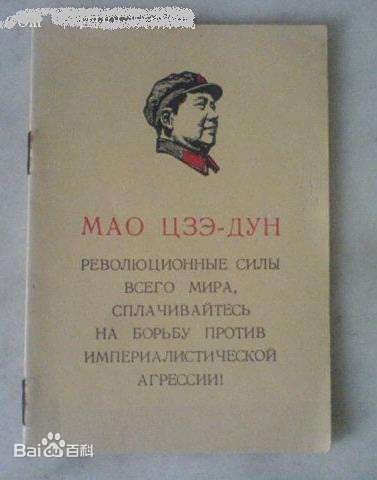 МАО ЦЗЭ-ДУН
РЕВОЛЮЦИОННЫЕ СИЛЫ
ВСЕГО МИРА,
СПЛАЧИВАЙТЕСЬ
НА БОРЬБУ ПРОТИВ
ИМПЕРИАЛИСТИЧЕСКОЙ
АГРЕССИИ!
Bai百科